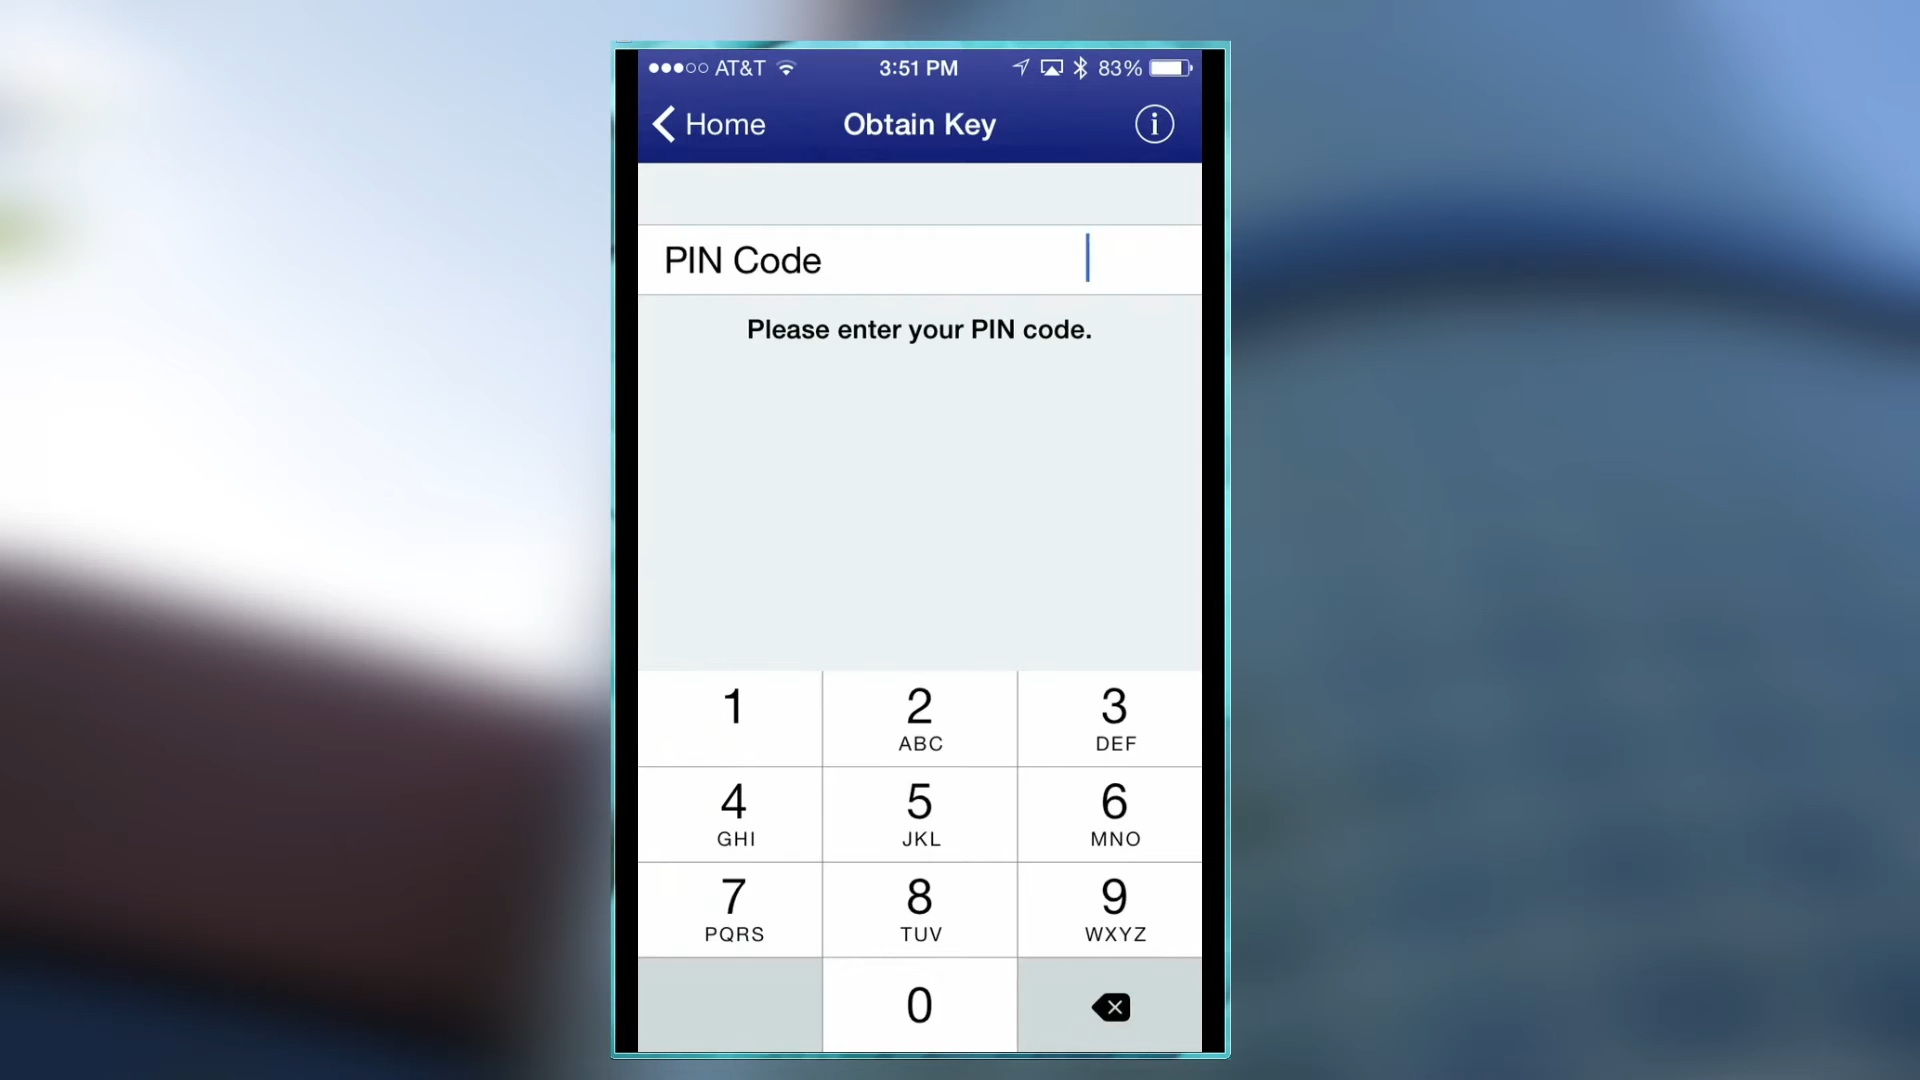 AT&T 3:51 PM 83%
Home Obtain Key i
PIN Code
Please enter your PIN code.
1 2 3
ABC DEF
4 5 6
GHI JKL MNO
7 8 9
PQRS TUV WXYZ
0